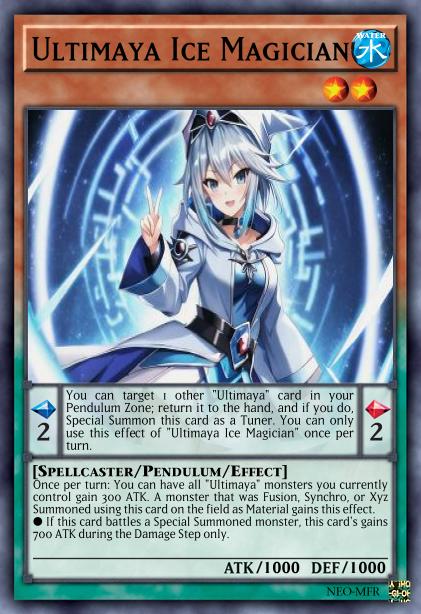 Ultimaya Ice Magician
WATER
水
You can target 1 other "Ultimaya" card in your
Pendulum Zone; return it to the hand, and if you do,
Special Summon this card as a Tuner. You can only
use this effect of "Ultimaya Ice Magician" once per
turn.
2
2
[Spellcaster/Pendulum/Effect]
Once per turn: You can have all "Ultimaya" monsters you currently
control gain 300 ATK. A monster that was Fusion, Synchro, or Xyz
Summoned using this card on the field as Material gains this effect.
● If this card battles a Special Summoned monster, this card's gains
700 ATK during the Damage Step only.
ATK/1000 DEF/1000
NEO-MFR